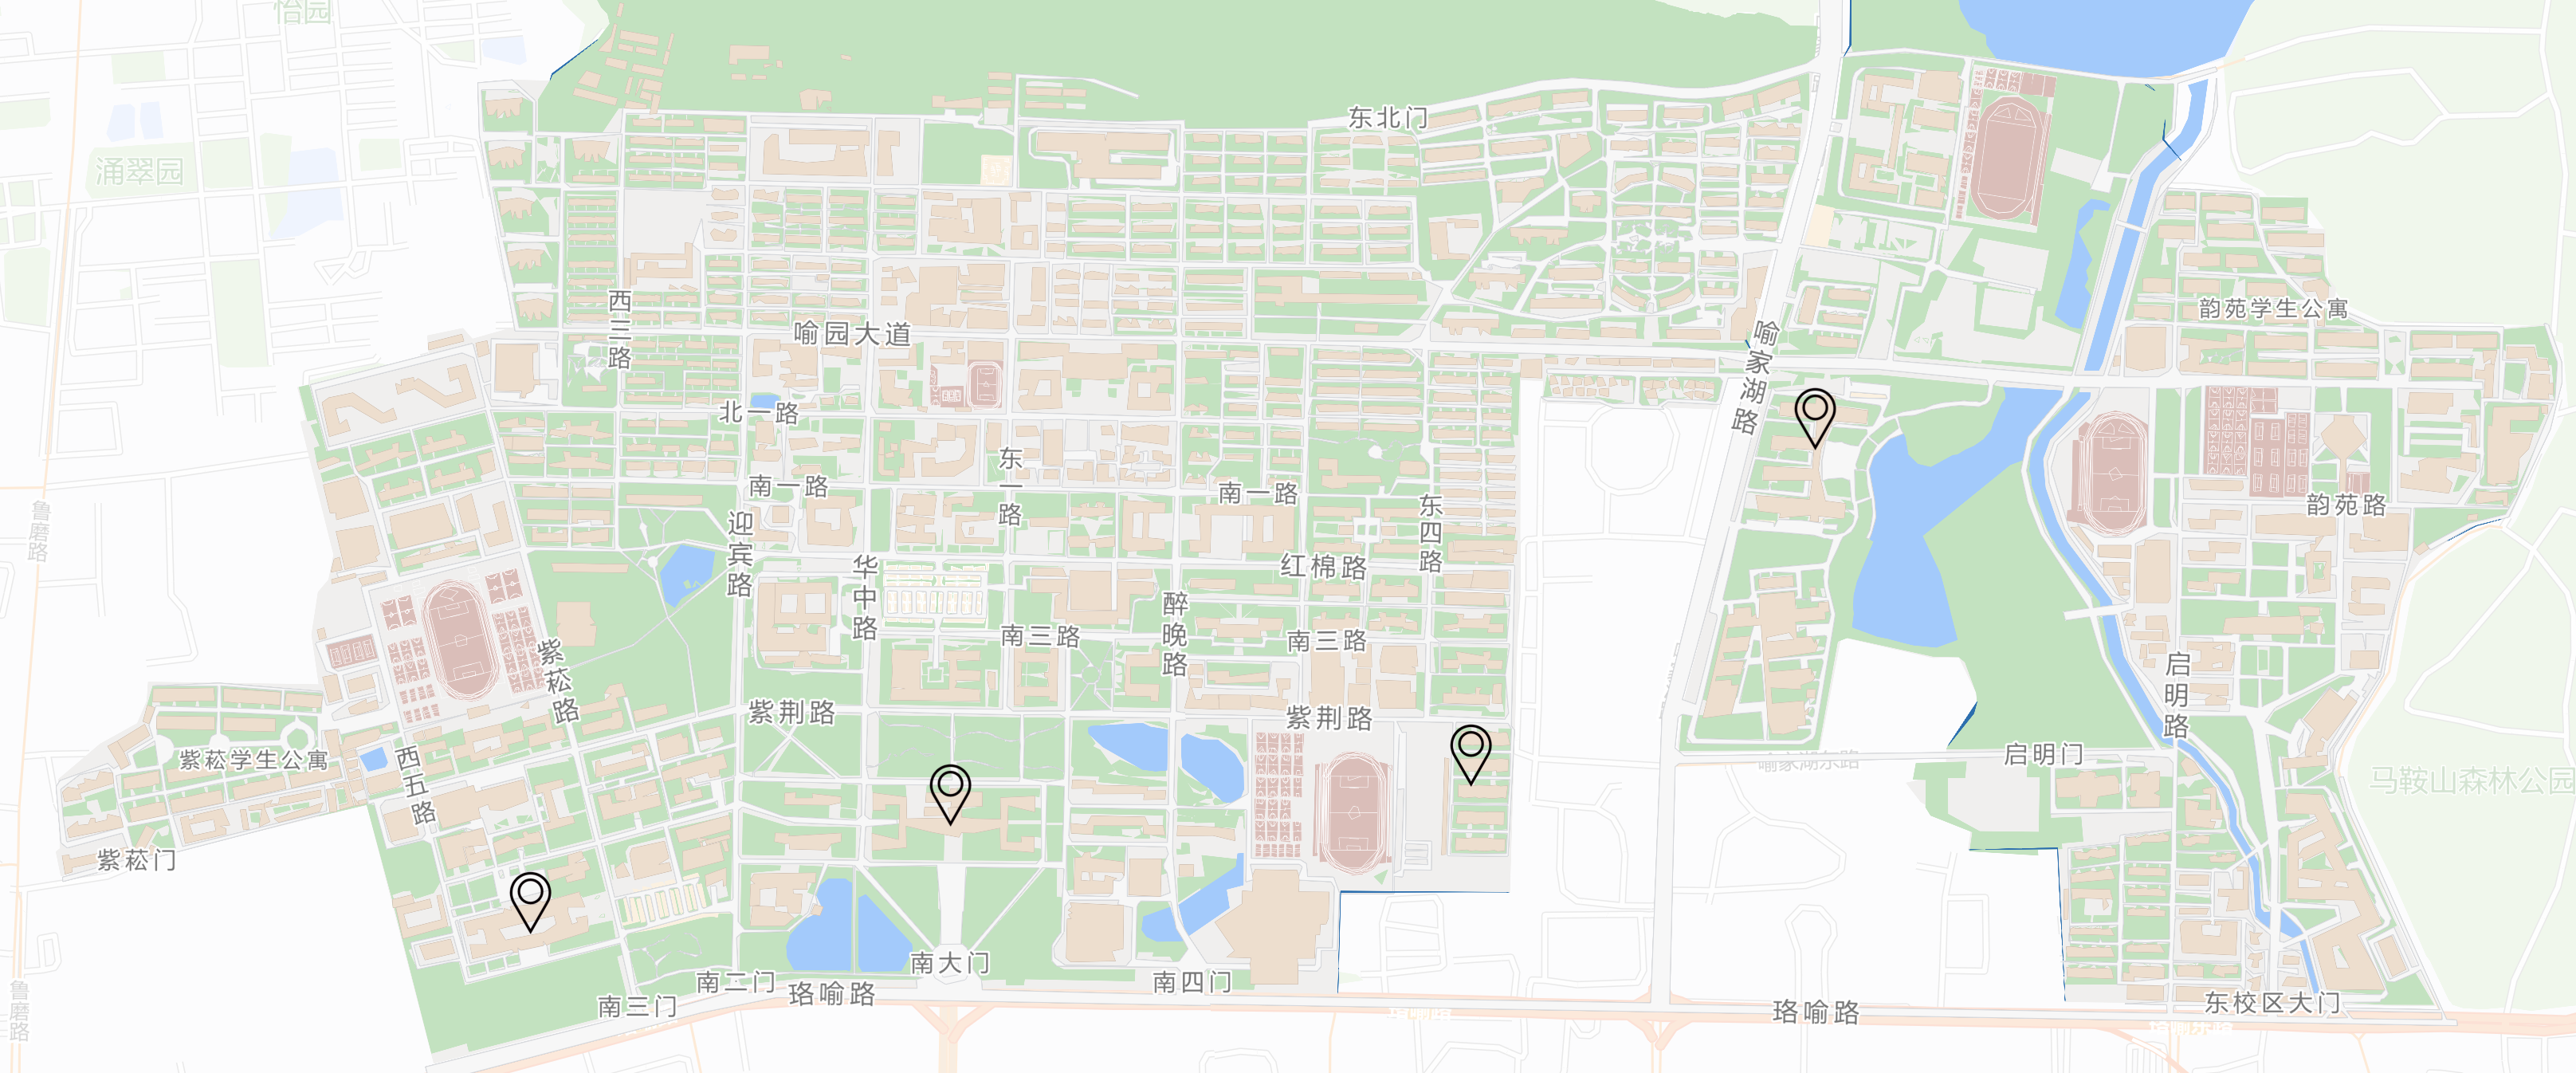 怡园
东北门
涌翠园
西三路
喻园大道
韵苑学生公寓
喻家湖路
北一路
南一路
东一路
南一路
东四路
韵苑路
鲁磨路
迎宾路
华中路
红棉路
醉晚路
南三路
南三路
紫菘路
启明路
紫荆路
紫荆路
紫菘学生公寓
西五路
启明门
喻家湖东路
马鞍山森林公园
紫菘门
南大门
南二门
珞喻路
南四门
南三门
鲁磨路
珞喻路
东校区大门